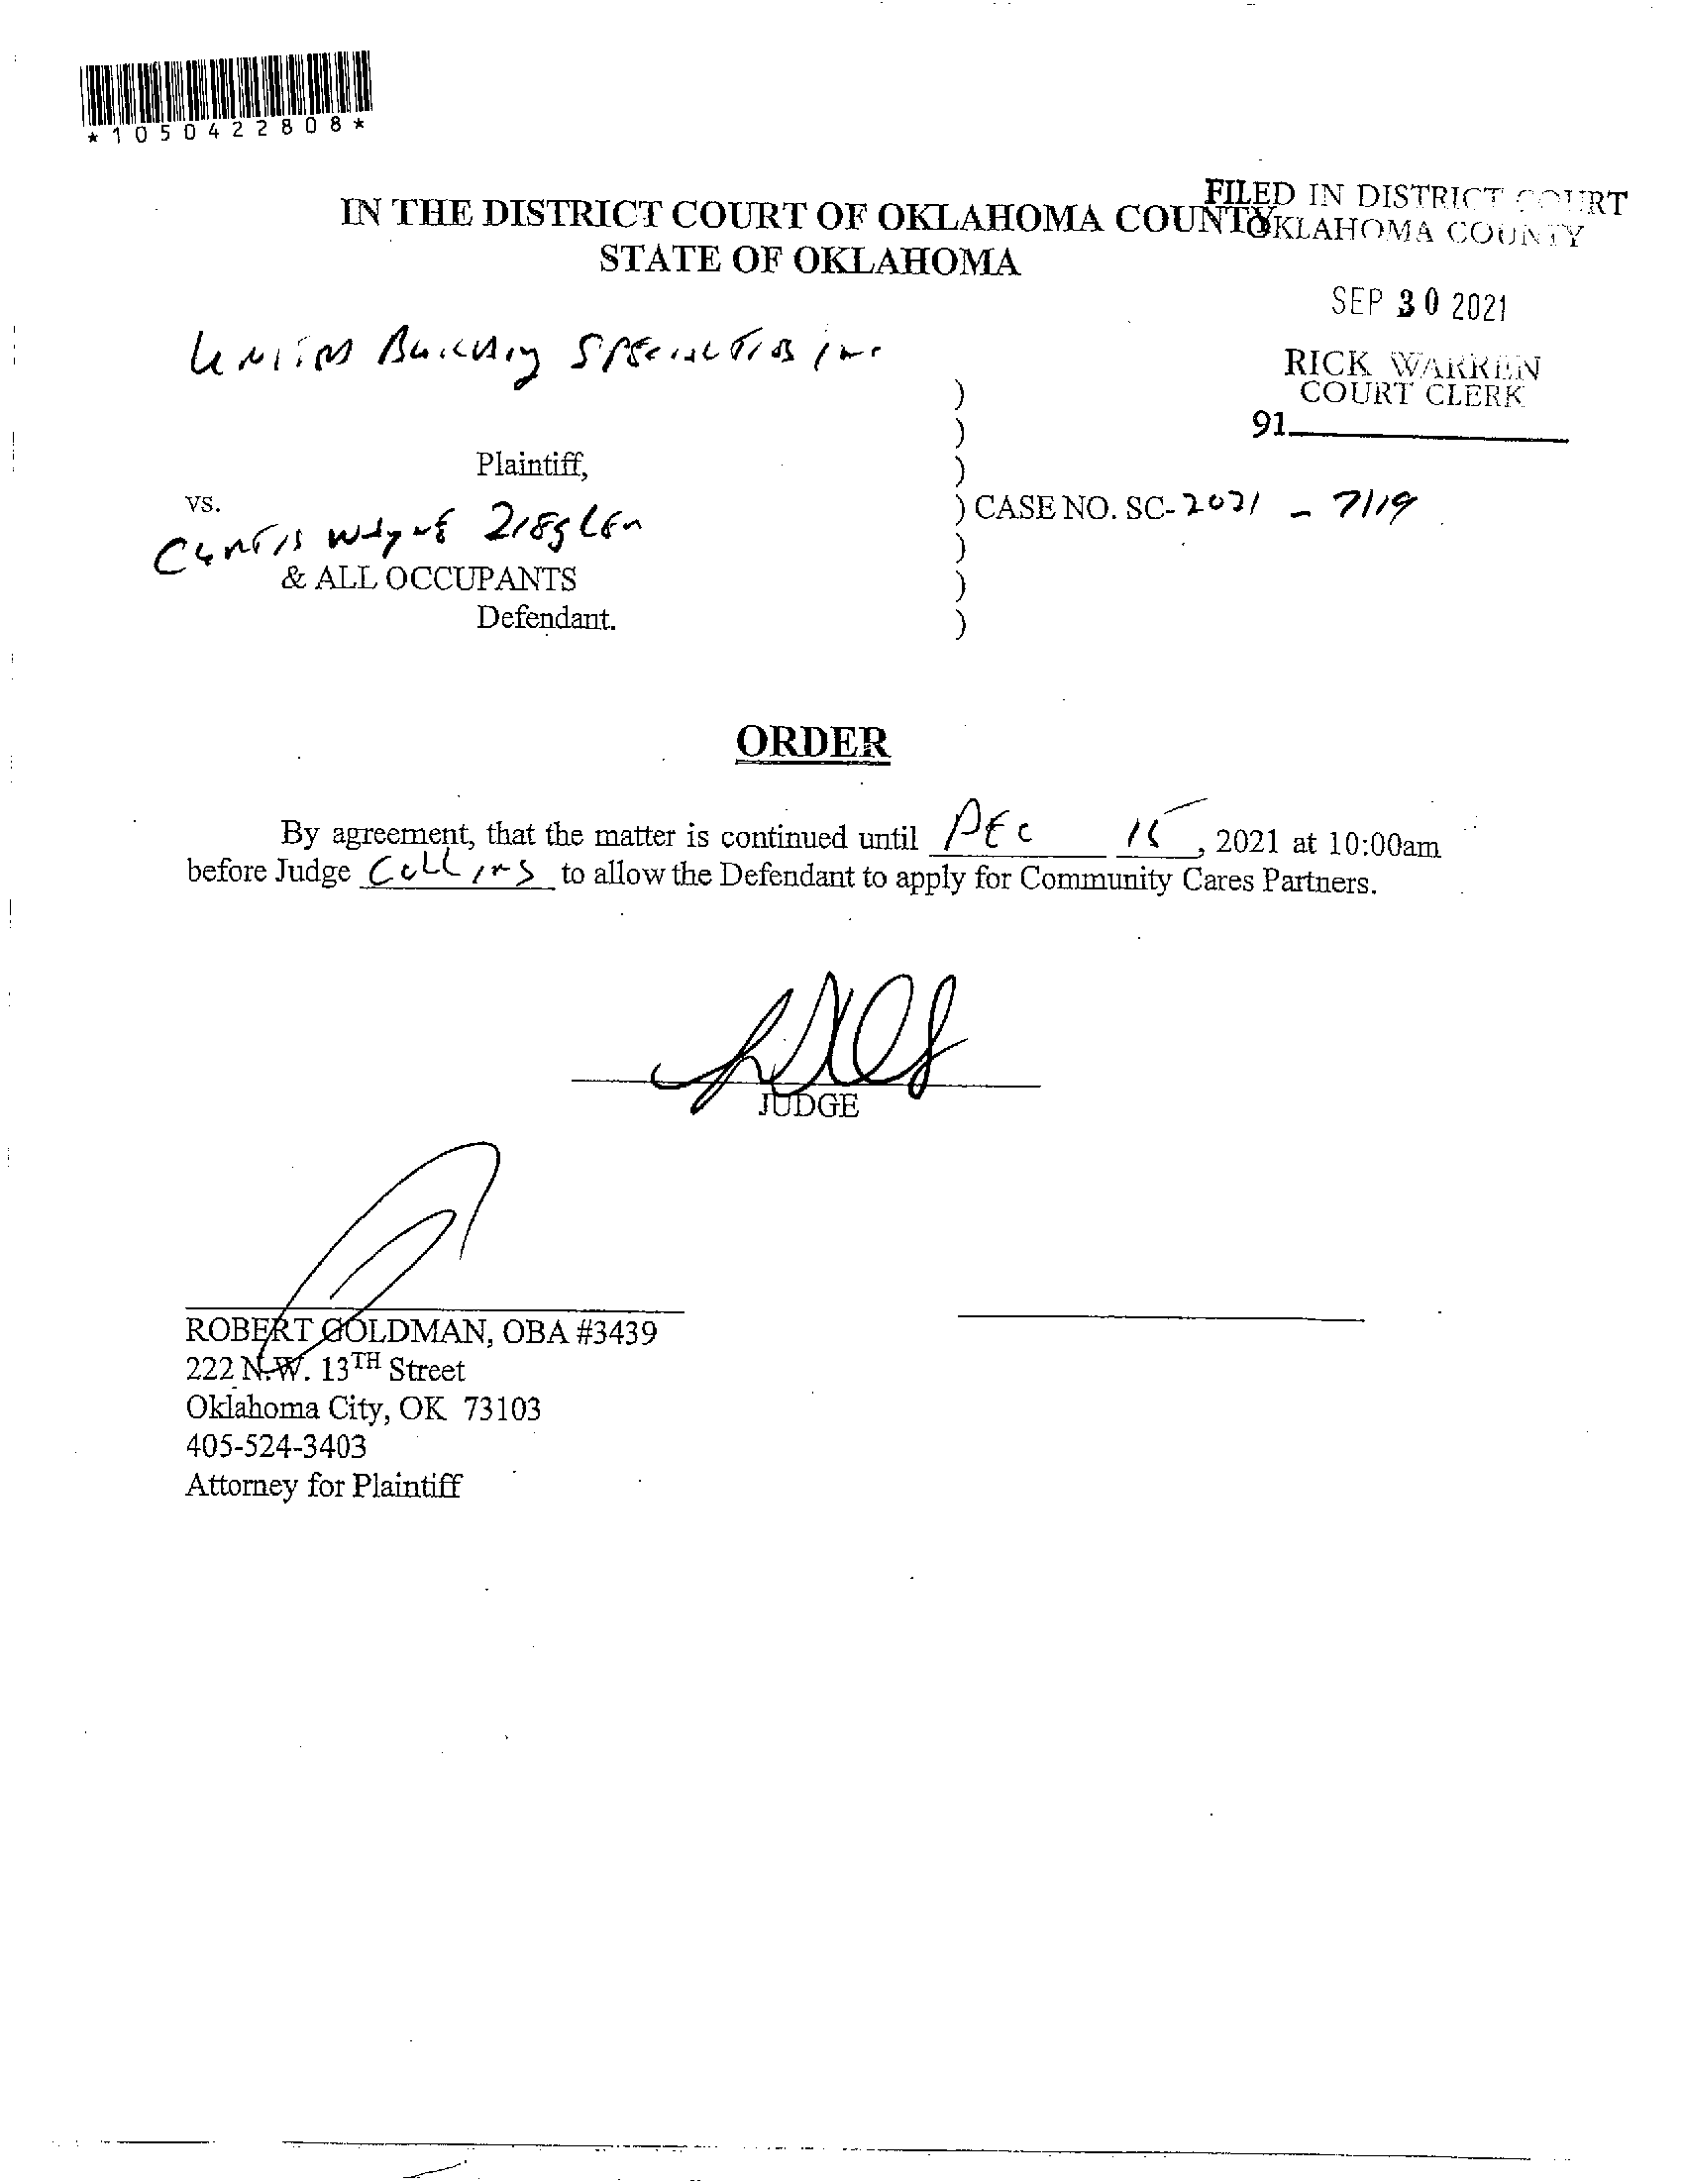 *1050422808*
FILED IN DISTRICT COURT
OKLAHOMA COUNTY
IN THE DISTRICT COURT OF OKLAHOMA COUNTY
STATE OF OKLAHOMA
SEP 30 2021
RICK WARREN
COURT CLERK
91
Building Specialties Inc
)
)
Plaintiff, )
vs. ) CASE NO. SC-2021 - 7119
Curtis Wayne Ziegler )
& ALL OCCUPANTS )
Defendant. )
ORDER
By agreement, that the matter is continued until DEC 15, 2021 at 10:00am
before Judge Collins to allow the Defendant to apply for Community Cares Partners.
JUDGE
ROBERT GOLDMAN, OBA #3439
222 N.W. 13TH Street
Oklahoma City, OK 73103
405-524-3403
Attorney for Plaintiff